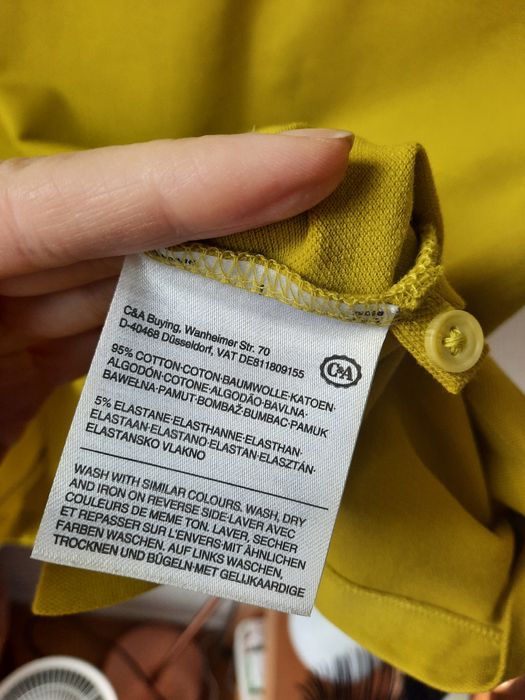 C&A Buying, Wanheimer Str. 70
D-40468 Düsseldorf, VAT DE811809155
C&A
95% COTTON·COTON·BAUMWOLLE·KATOEN·
ALGODÓN·COTONE·ALGODÃO·BAVLNA·
BAWEŁNA·PAMUT·BOMBAŽ·BUMBAC·PAMUK
5% ELASTANE·ELASTHANNE·ELASTHAN·
ELASTAAN·ELASTANO·ELASTAN·ELASZTÁN·
ELASTANSKO VLAKNO
WASH WITH SIMILAR COLOURS. WASH, DRY
AND IRON ON REVERSE SIDE·LAVER AVEC
COULEURS DE MEME TON. LAVER, SECHER
ET REPASSER SUR L'ENVERS·MIT ÄHNLICHEN
FARBEN WASCHEN. AUF LINKS WASCHEN,
TROCKNEN UND BÜGELN·MET GELIJKAARDIGE